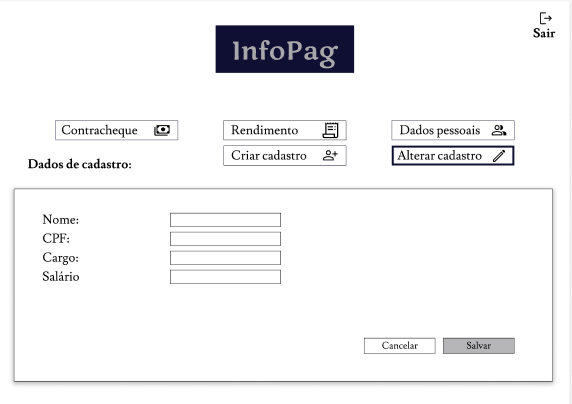 Sair
InfoPag
Contracheque
Rendimento
Dados pessoais
Criar cadastro
Alterar cadastro
Dados de cadastro:
Nome:
CPF:
Cargo:
Salário
Cancelar
Salvar